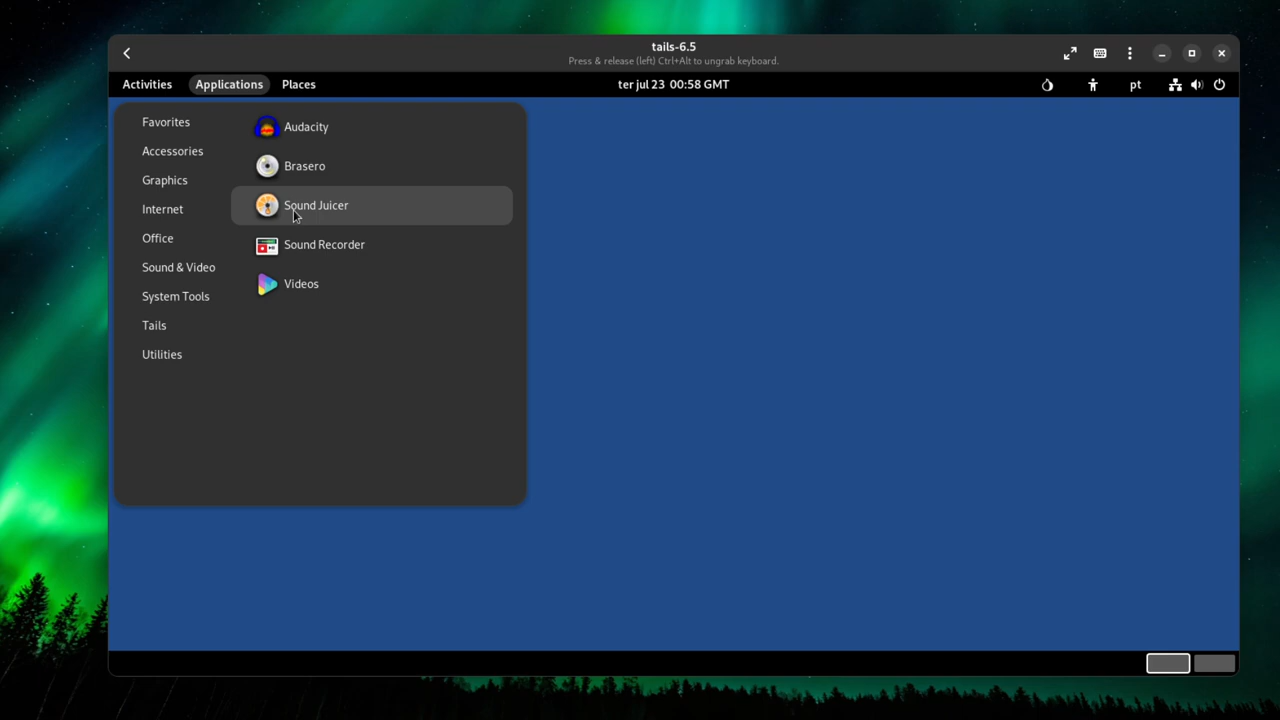 tails-6.5
Press & release (left) Ctrl+Alt to ungrab keyboard.
Activities Applications Places ter jul 23 00:58 GMT pt
Favorites
Accessories
Graphics
Internet
Office
Sound & Video
System Tools
Tails
Utilities
Audacity
Brasero
Sound Juicer
Sound Recorder
Videos